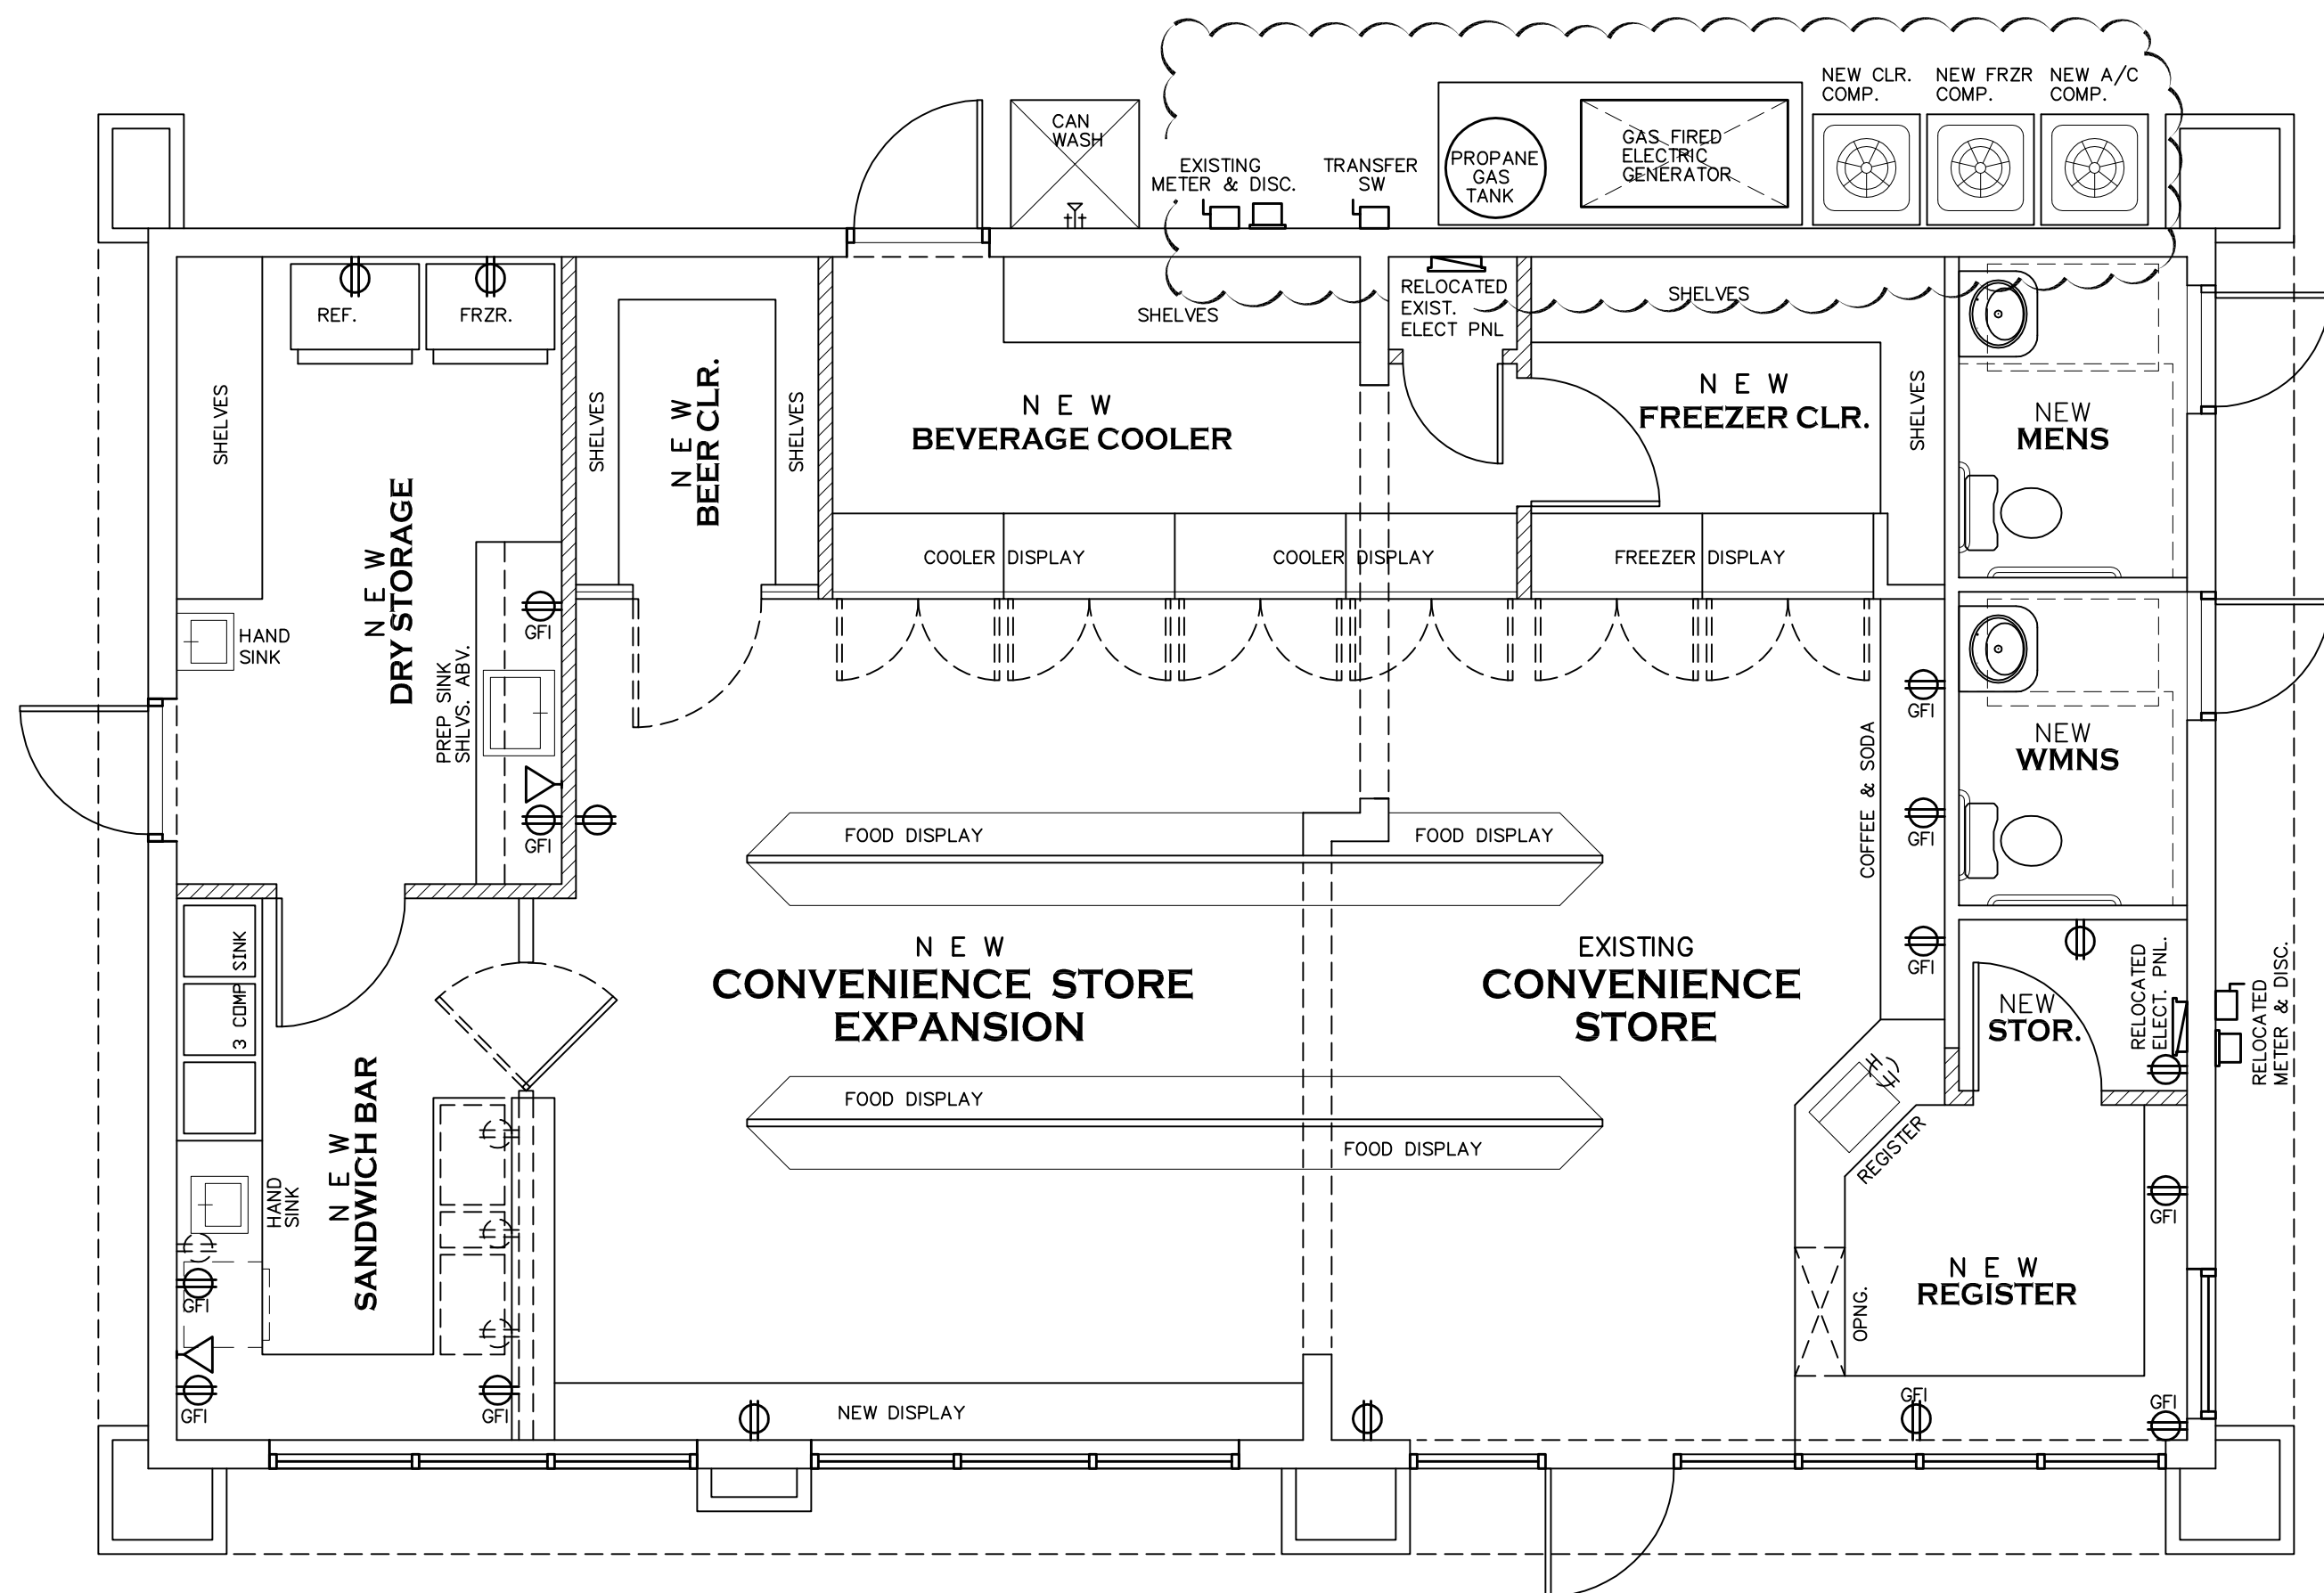 NEW CLR.
COMP.
NEW FRZR
COMP.
NEW A/C
COMP.
CAN
WASH
EXISTING
METER & DISC.
TRANSFER
SW
PROPANE
GAS
TANK
GAS FIRED
ELECTRIC
GENERATOR
REF.
FRZR.
SHELVES
SHELVES
NEW
BEER CLR.
SHELVES
SHELVES
RELOCATED
EXIST.
ELECT PNL
SHELVES
NEW
BEVERAGE COOLER
NEW
FREEZER CLR.
SHELVES
NEW
MENS
NEW
DRY STORAGE
COOLER DISPLAY
COOLER DISPLAY
FREEZER DISPLAY
HAND
SINK
GFI
PREP SINK
SHLVS. ABV.
GFI
COFFEE & SODA
GFI
GFI
GFI
NEW
WMNS
FOOD DISPLAY
FOOD DISPLAY
3 COMP SINK
NEW
CONVENIENCE STORE
EXPANSION
EXISTING
CONVENIENCE
STORE
NEW
STOR.
RELOCATED
ELECT. PNL.
RELOCATED
METER & DISC.
NEW
SANDWICH BAR
FOOD DISPLAY
FOOD DISPLAY
REGISTER
HAND
SINK
GFI
GFI
NEW
REGISTER
OPNG.
GFI
GFI
NEW DISPLAY
GFI
GFI